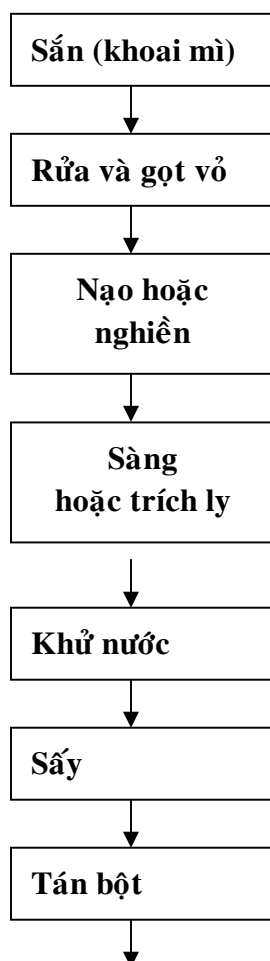 Sắn (khoai mì)
Rửa và gọt vỏ
Nạo hoặc
nghiền
Sàng
hoặc trích ly
Khử nước
Sấy
Tán bột